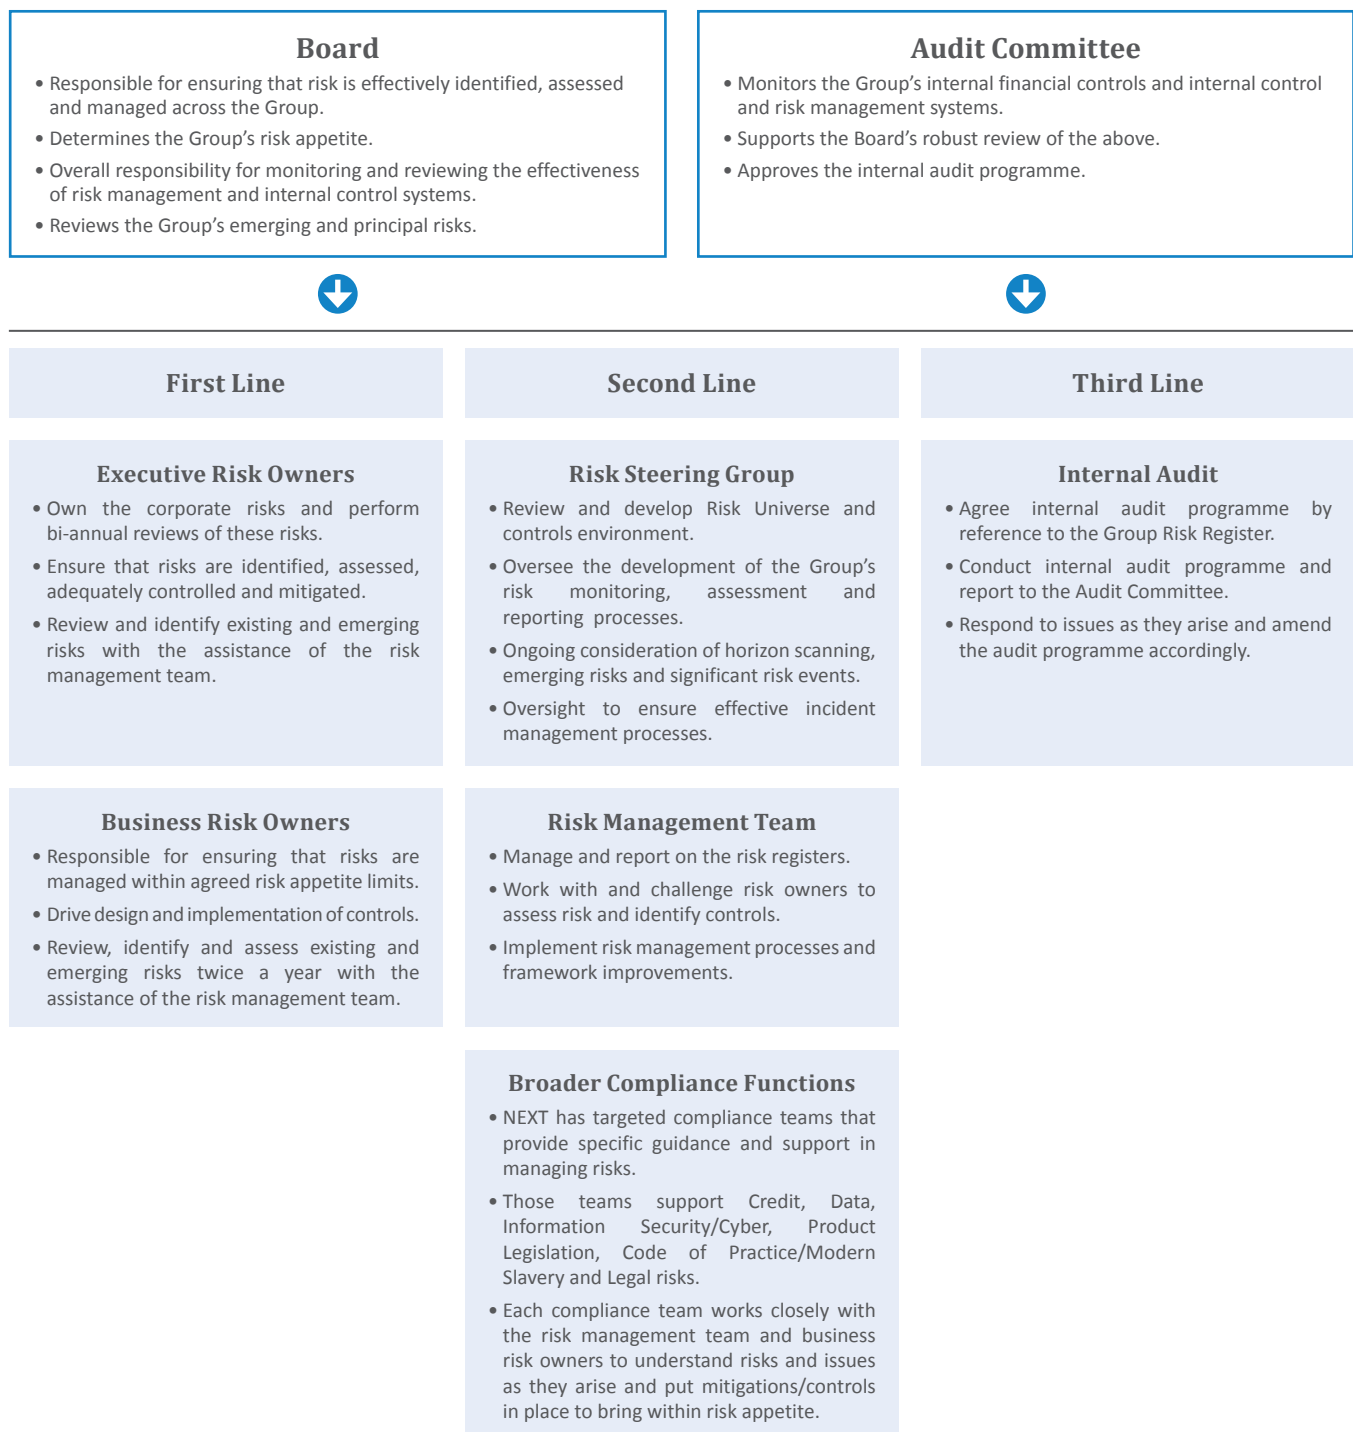 Board
• Responsible for ensuring that risk is effectively identified, assessed
and managed across the Group.
• Determines the Group's risk appetite.
• Overall responsibility for monitoring and reviewing the effectiveness
of risk management and internal control systems.
• Reviews the Group's emerging and principal risks.
Audit Committee
• Monitors the Group's internal financial controls and internal control
and risk management systems.
• Supports the Board's robust review of the above.
• Approves the internal audit programme.
First Line
Second Line
Third Line
Executive Risk Owners
• Own the corporate risks and perform
bi-annual reviews of these risks.
• Ensure that risks are identified, assessed,
adequately controlled and mitigated.
• Review and identify existing and emerging
risks with the assistance of the risk
management team.
Risk Steering Group
• Review and develop Risk Universe and
controls environment.
• Oversee the development of the Group's
risk monitoring, assessment and
reporting processes.
• Ongoing consideration of horizon scanning,
emerging risks and significant risk events.
• Oversight to ensure effective incident
management processes.
Internal Audit
• Agree internal audit programme by
reference to the Group Risk Register.
• Conduct internal audit programme and
report to the Audit Committee.
• Respond to issues as they arise and amend
the audit programme accordingly.
Business Risk Owners
• Responsible for ensuring that risks are
managed within agreed risk appetite limits.
• Drive design and implementation of controls.
• Review, identify and assess existing and
emerging risks twice a year with the
assistance of the risk management team.
Risk Management Team
• Manage and report on the risk registers.
• Work with and challenge risk owners to
assess risk and identify controls.
• Implement risk management processes and
framework improvements.
Broader Compliance Functions
• NEXT has targeted compliance teams that
provide specific guidance and support in
managing risks.
• Those teams support Credit, Data,
Information Security/Cyber, Product
Legislation, Code of Practice/Modern
Slavery and Legal risks.
• Each compliance team works closely with
the risk management team and business
risk owners to understand risks and issues
as they arise and put mitigations/controls
in place to bring within risk appetite.